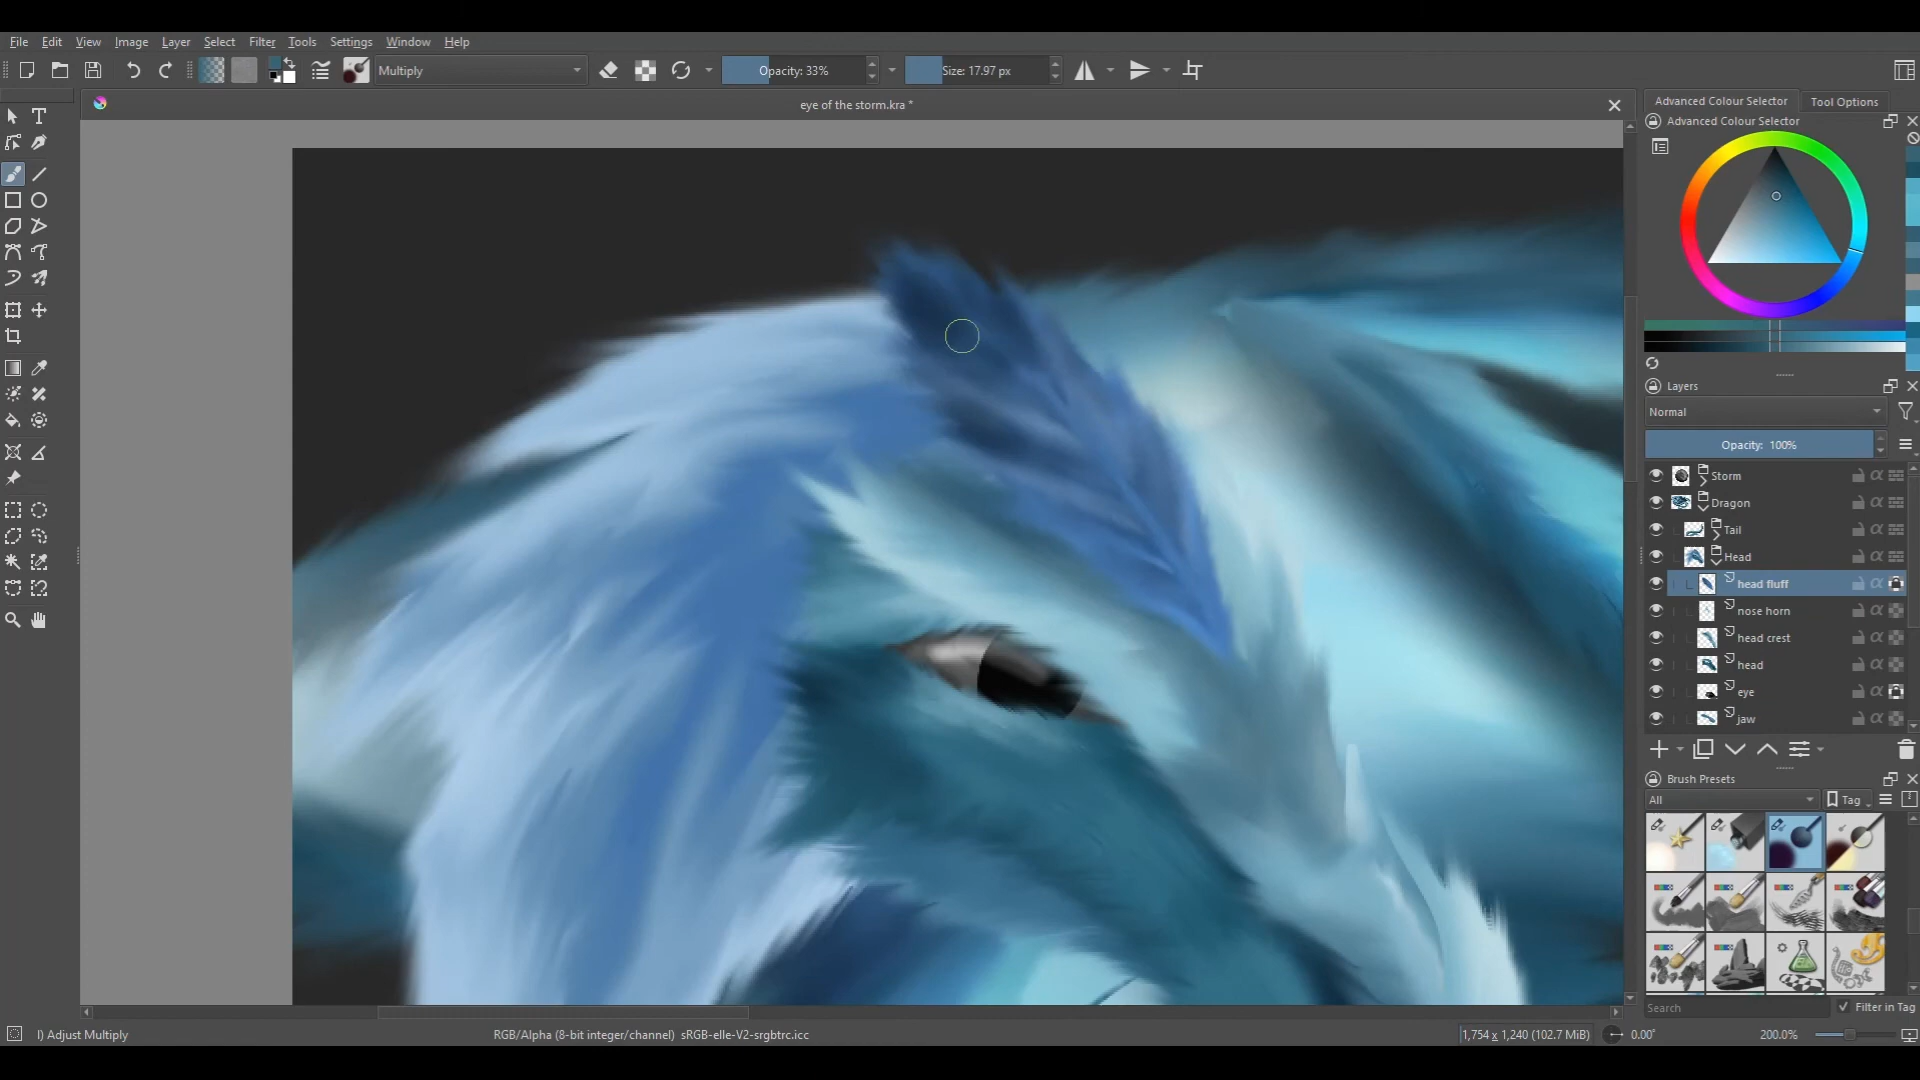 File Edit View Image Layer Select Filter Tools Settings Window Help
Multiply
Opacity: 33%
Size: 17.97 px
eye of the storm.kra *
Advanced Colour Selector
Tool Options
Advanced Colour Selector
Layers
Normal
Opacity: 100%
Storm
Dragon
Tail
Head
head fluff
nose horn
head crest
head
eye
jaw
Brush Presets
All
Tag
Search
Filter in Tag
I) Adjust Multiply
RGB/Alpha (8-bit integer/channel) sRGB-elle-V2-srgbtrc.icc
1,754 x 1,240 (102.7 MiB)
0.00°
200.0%